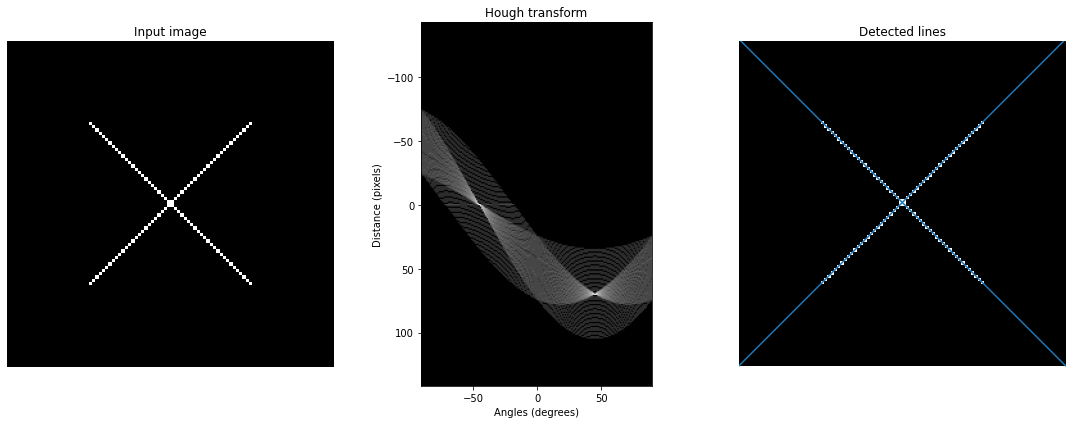 Input image
Hough transform
Detected lines
−100
−50
0
50
100
Distance (pixels)
−50 0 50
Angles (degrees)